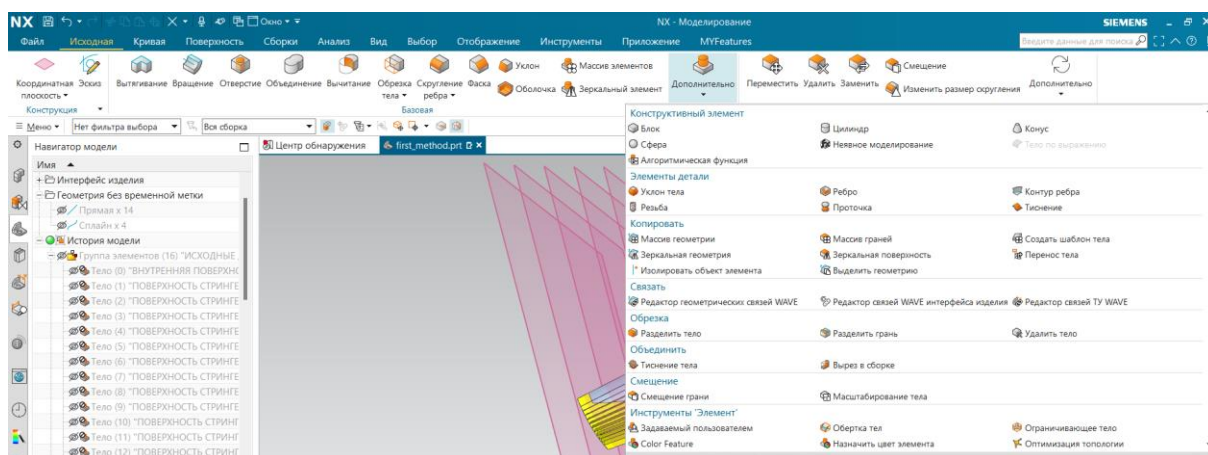 NX Окно NX - Моделирование SIEMENS
Файл Исходная Кривая Поверхность Сборки Анализ Вид Выбор Отображение Инструменты Приложение MYFeatures Введите данные для поиска
Координатная плоскость Эскиз Вытягивание Вращение Отверстие Объединение Вычитание Обрезка тела Скругление ребра Фаска Уклон Массив элементов Дополнительно Переместить Удалить Заменить Смещение Дополнительно
Оболочка Зеркальный элемент Изменить размер скругления
Конструкция Базовая
Меню Нет фильтра выбора Вся сборка
Навигатор модели Центр обнаружения first_method.prt
Имя
Интерфейс изделия
Геометрия без временной метки
Прямая x 14
Сплайн x 4
История модели
Группа элементов (16) "ИСХОДНЫЕ
Тело (0) "ВНУТРЕННЯЯ ПОВЕРХНО
Тело (1) "ПОВЕРХНОСТЬ СТРИНГЕ
Тело (2) "ПОВЕРХНОСТЬ СТРИНГЕ
Тело (3) "ПОВЕРХНОСТЬ СТРИНГЕ
Тело (4) "ПОВЕРХНОСТЬ СТРИНГЕ
Тело (5) "ПОВЕРХНОСТЬ СТРИНГЕ
Тело (6) "ПОВЕРХНОСТЬ СТРИНГЕ
Тело (7) "ПОВЕРХНОСТЬ СТРИНГЕ
Тело (8) "ПОВЕРХНОСТЬ СТРИНГЕ
Тело (9) "ПОВЕРХНОСТЬ СТРИНГЕ
Тело (10) "ПОВЕРХНОСТЬ СТРИНГ
Тело (11) "ПОВЕРХНОСТЬ СТРИНГ
Тело (12) "ПОВЕРХНОСТЬ СТРИНГ
Конструктивный элемент
Блок Цилиндр Конус
Сфера Неявное моделирование Тело по выражению
Алгоритмическая функция
Элементы детали
Уклон тела Ребро Контур ребра
Резьба Проточка Тиснение
Копировать
Массив геометрии Массив граней Создать шаблон тела
Зеркальная геометрия Зеркальная поверхность Перенос тела
Изолировать объект элемента Выделить геометрию
Связать
Редактор геометрических связей WAVE Редактор связей WAVE интерфейса изделия Редактор связей ТУ WAVE
Обрезка
Разделить тело Разделить грань Удалить тело
Объединить
Тиснение тела Вырез в сборке
Смещение
Смещение грани Масштабирование тела
Инструменты 'Элемент'
Задаваемый пользователем Обертка тел Ограничивающее тело
Color Feature Назначить цвет элемента Оптимизация топологии